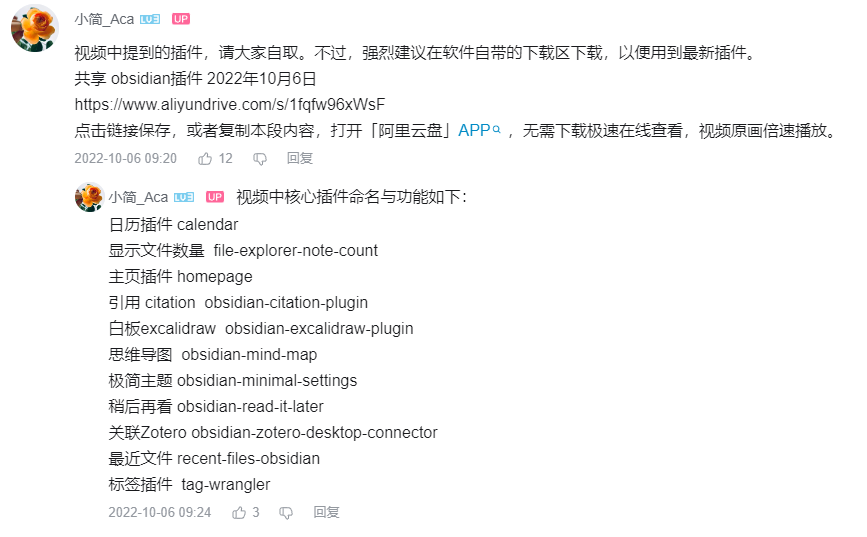 小简_Aca LV3 UP
视频中提到的插件，请大家自取。不过，强烈建议在软件自带的下载区下载，以便用到最新插件。
共享 obsidian插件 2022年10月6日
https://www.aliyundrive.com/s/1fqfw96xWsF
点击链接保存，或者复制本段内容，打开「阿里云盘」APP ，无需下载极速在线查看，视频原画倍速播放。
2022-10-06 09:20 12 回复
小简_Aca LV3 UP 视频中核心插件命名与功能如下：
日历插件 calendar
显示文件数量 file-explorer-note-count
主页插件 homepage
引用 citation obsidian-citation-plugin
白板excalidraw obsidian-excalidraw-plugin
思维导图 obsidian-mind-map
极简主题 obsidian-minimal-settings
稍后再看 obsidian-read-it-later
关联Zotero obsidian-zotero-desktop-connector
最近文件 recent-files-obsidian
标签插件 tag-wrangler
2022-10-06 09:24 3 回复